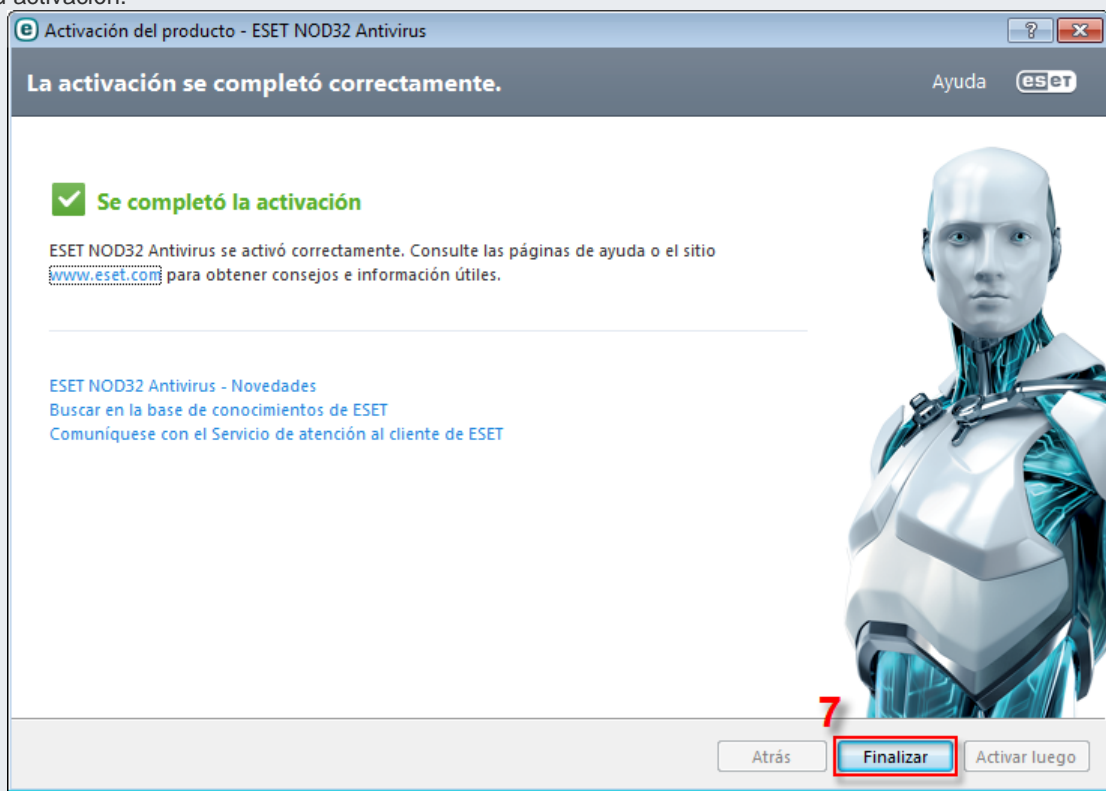 activación.
Activación del producto - ESET NOD32 Antivirus
La activación se completó correctamente.
Ayuda
eseT
Se completó la activación
ESET NOD32 Antivirus se activó correctamente. Consulte las páginas de ayuda o el sitio
www.eset.com para obtener consejos e información útiles.
ESET NOD32 Antivirus - Novedades
Buscar en la base de conocimientos de ESET
Comuníquese con el Servicio de atención al cliente de ESET
7
Atrás
Finalizar
Activar luego